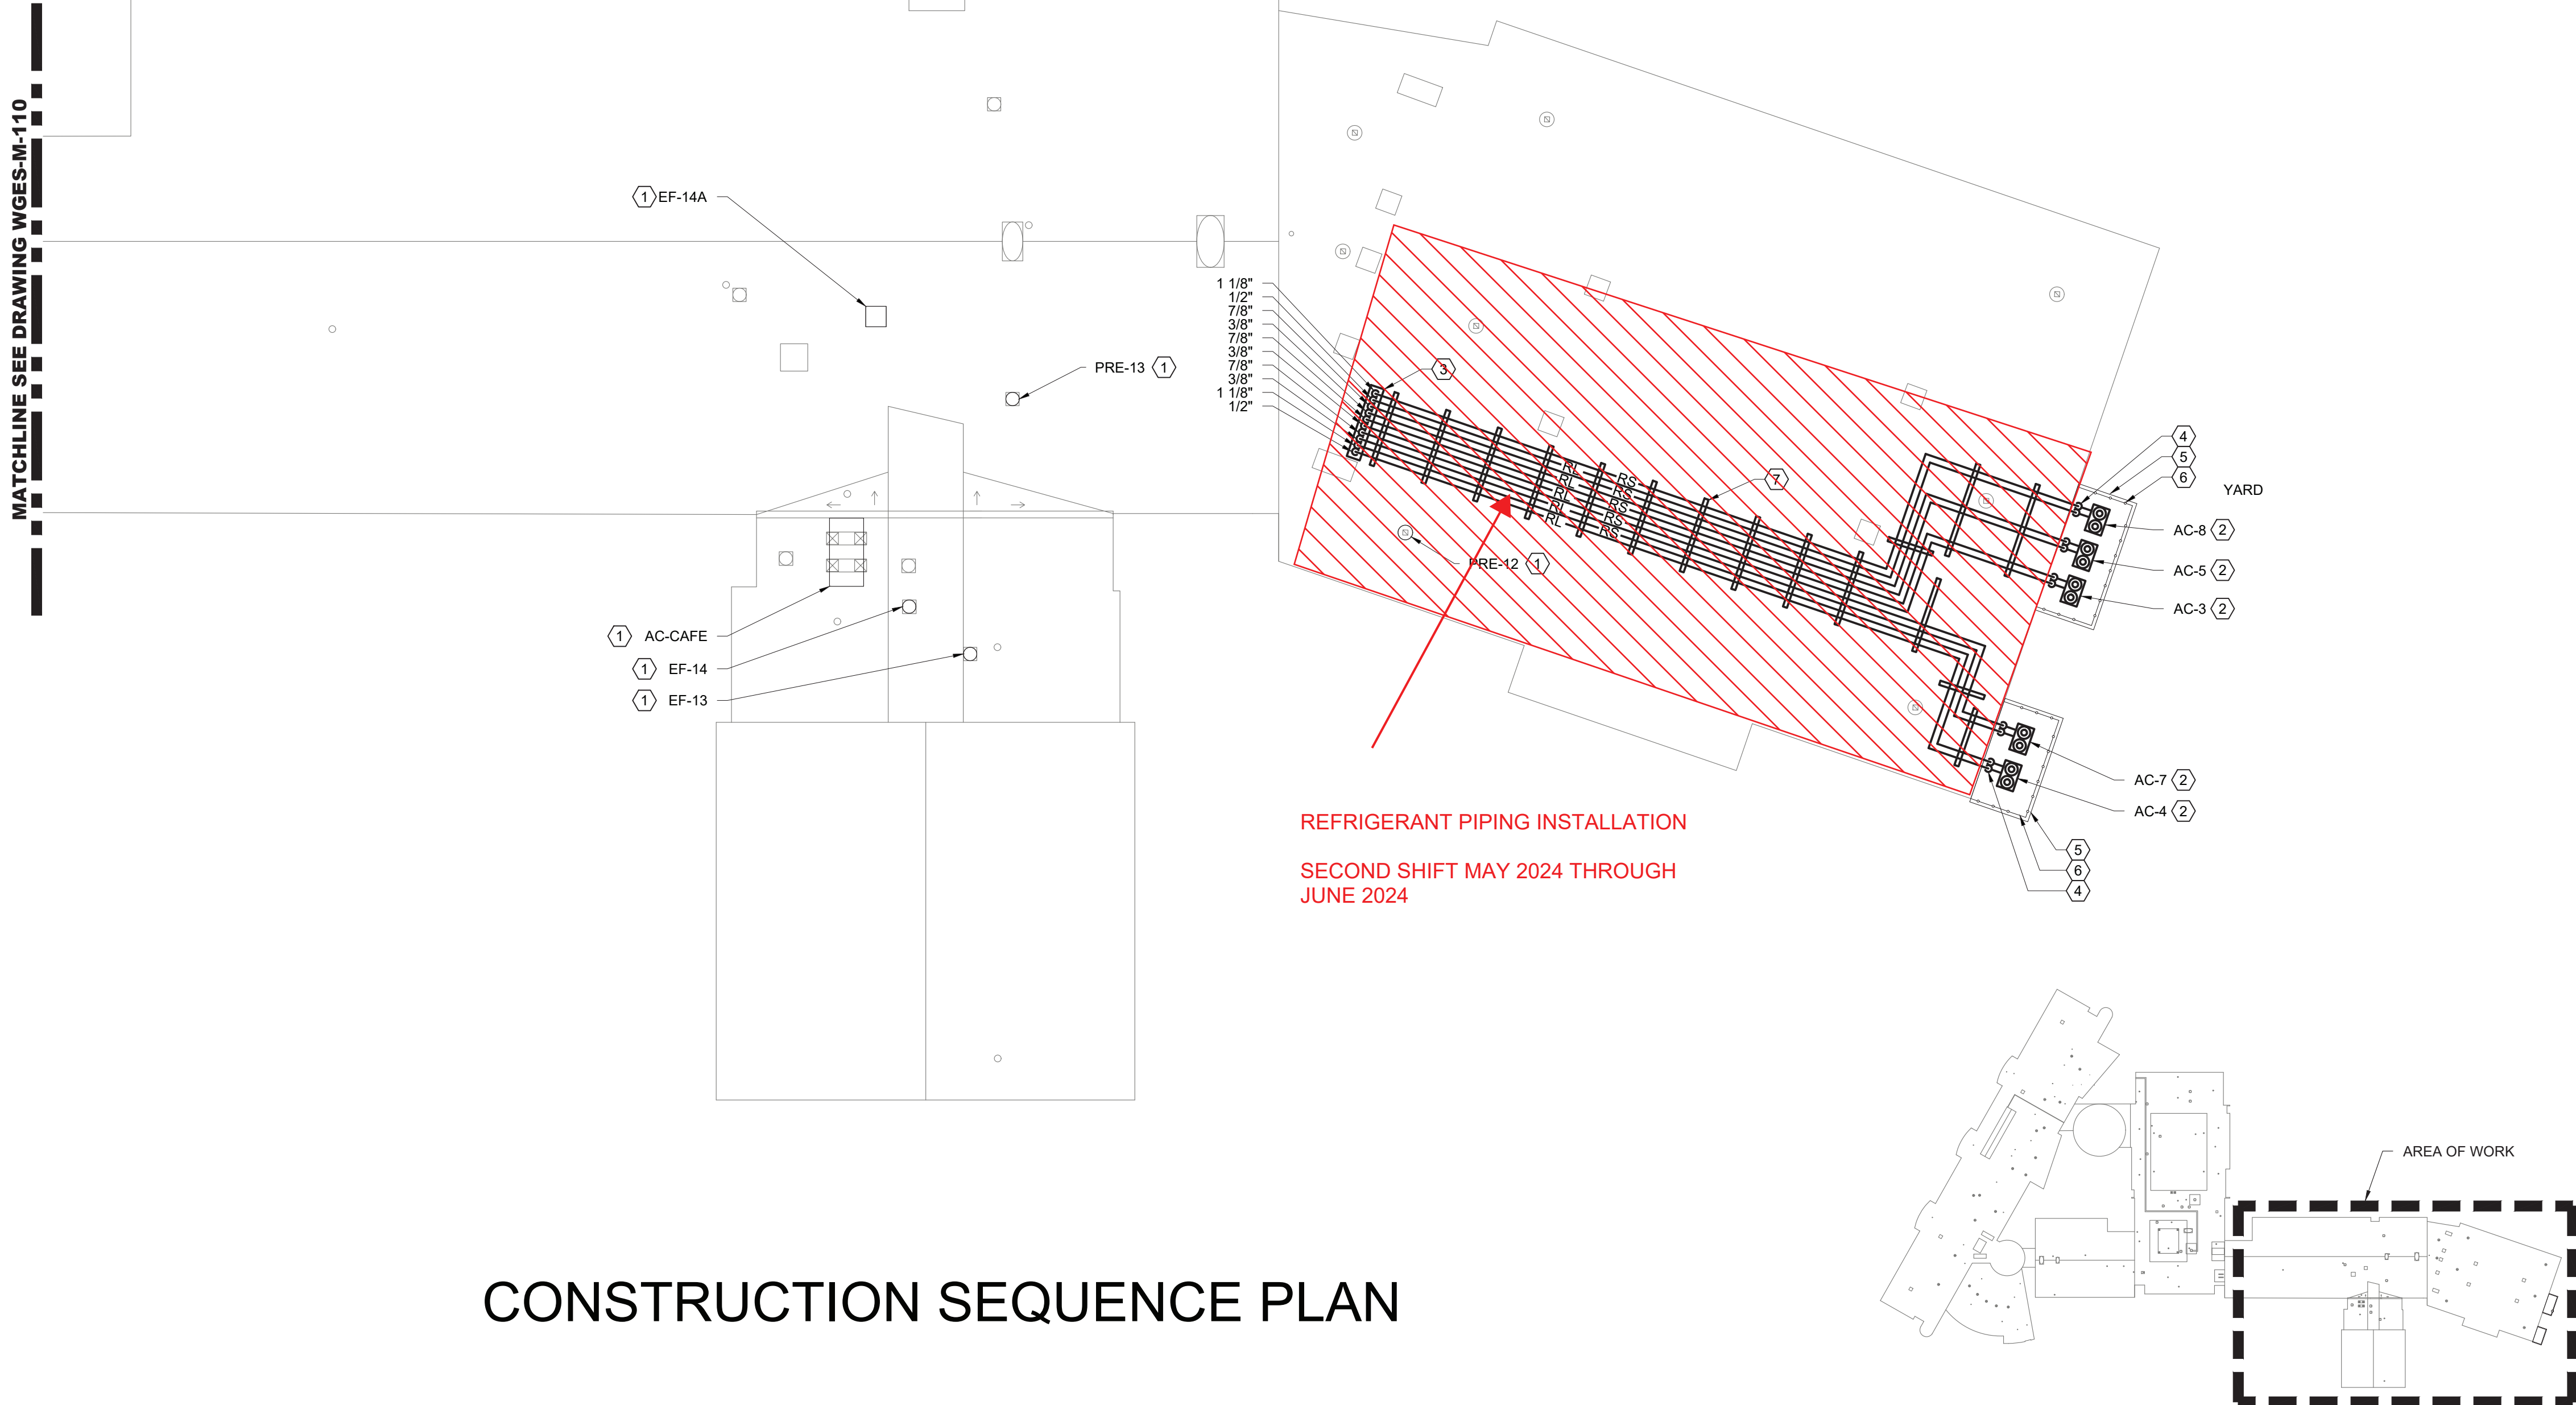 MATCHLINE SEE DRAWING WGES-M-110
1 EF-14A
PRE-13 1
1 1/8"
1/2"
7/8"
3/8"
7/8"
3/8"
7/8"
3/8"
1 1/8"
1/2"
3
7
RL RS
RL RS
RL RS
RL RS
RL RS
PRE-12 1
4
5
6
YARD
AC-8 2
AC-5 2
AC-3 2
1 AC-CAFE
1 EF-14
1 EF-13
AC-7 2
AC-4 2
5
6
4
REFRIGERANT PIPING INSTALLATION
SECOND SHIFT MAY 2024 THROUGH
JUNE 2024
AREA OF WORK
CONSTRUCTION SEQUENCE PLAN